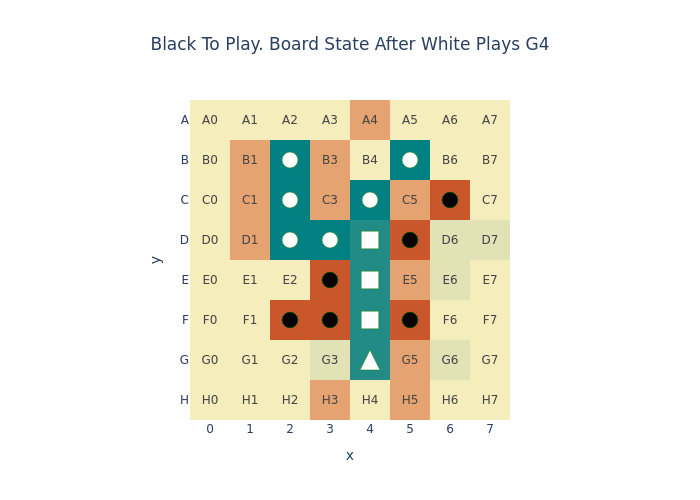 Black To Play. Board State After White Plays G4
A A0 A1 A2 A3 A4 A5 A6 A7
B B0 B1 B3 B4 B6 B7
C C0 C1 C3 C5 C7
D D0 D1 D6 D7
y
E E0 E1 E2 E5 E6 E7
F F0 F1 F6 F7
G G0 G1 G2 G3 G5 G6 G7
H H0 H1 H2 H3 H4 H5 H6 H7
0 1 2 3 4 5 6 7
x